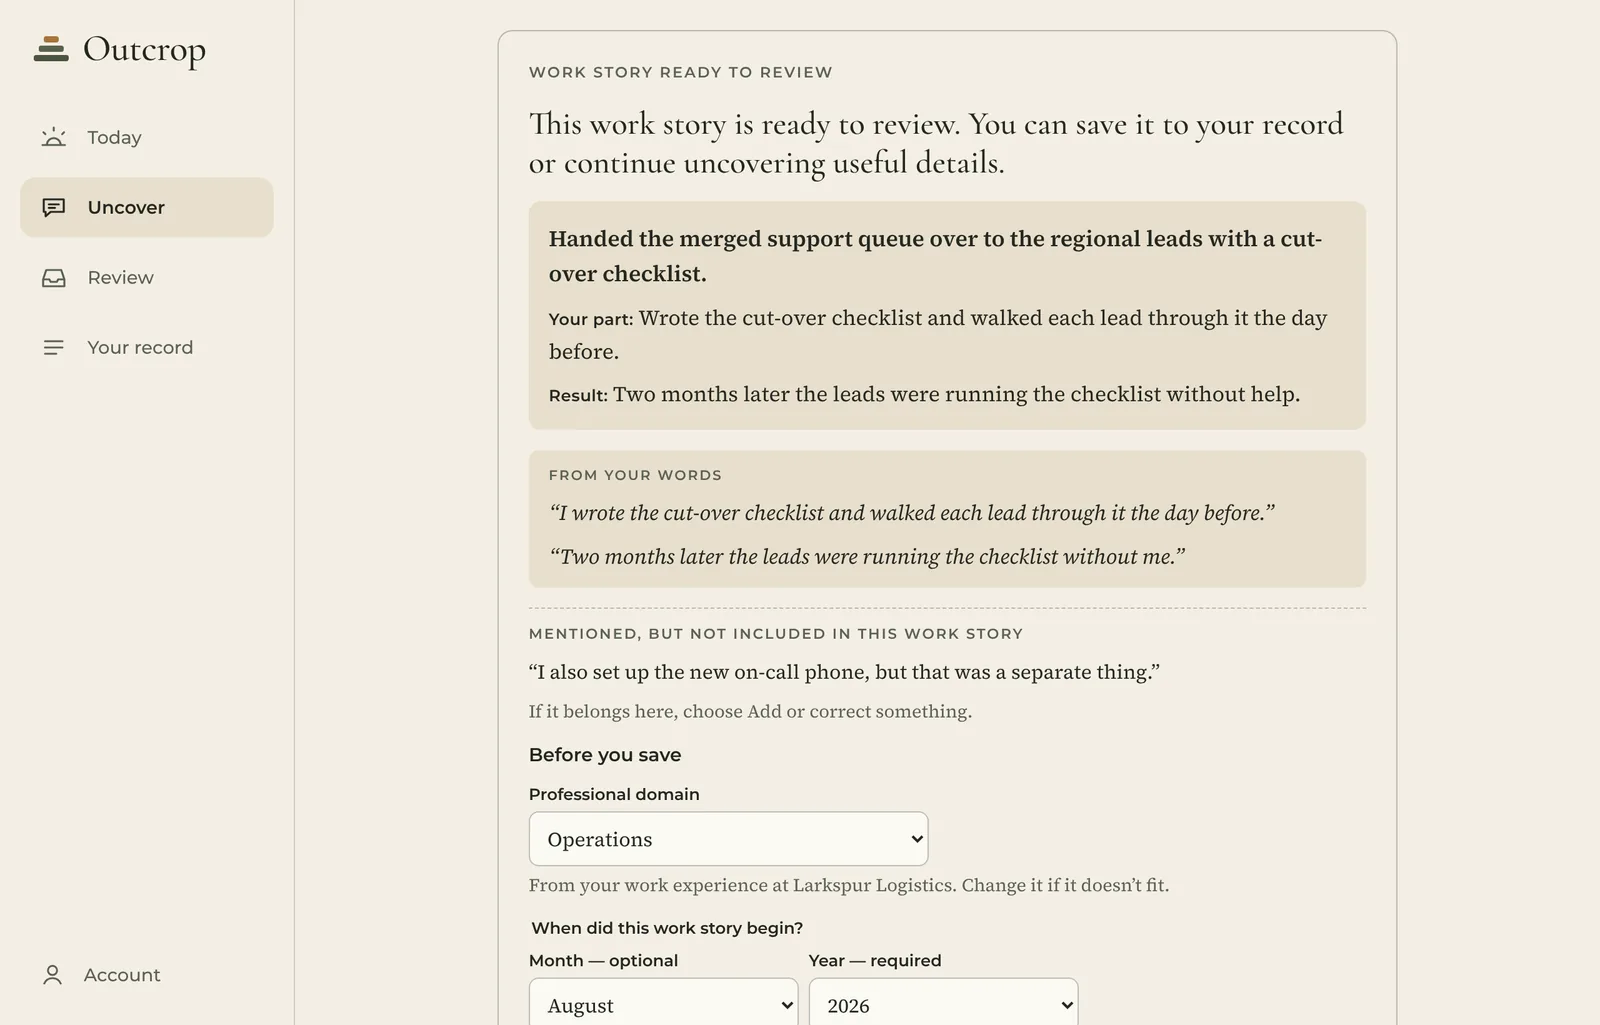 Outcrop
Today
Uncover
Review
Your record
Account
WORK STORY READY TO REVIEW
This work story is ready to review. You can save it to your record
or continue uncovering useful details.
Handed the merged support queue over to the regional leads with a cut-
over checklist.
Your part: Wrote the cut-over checklist and walked each lead through it the day
before.
Result: Two months later the leads were running the checklist without help.
FROM YOUR WORDS
“I wrote the cut-over checklist and walked each lead through it the day before.”
“Two months later the leads were running the checklist without me.”
MENTIONED, BUT NOT INCLUDED IN THIS WORK STORY
“I also set up the new on-call phone, but that was a separate thing.”
If it belongs here, choose Add or correct something.
Before you save
Professional domain
Operations
From your work experience at Larkspur Logistics. Change it if it doesn’t fit.
When did this work story begin?
Month — optional Year — required
August 2026